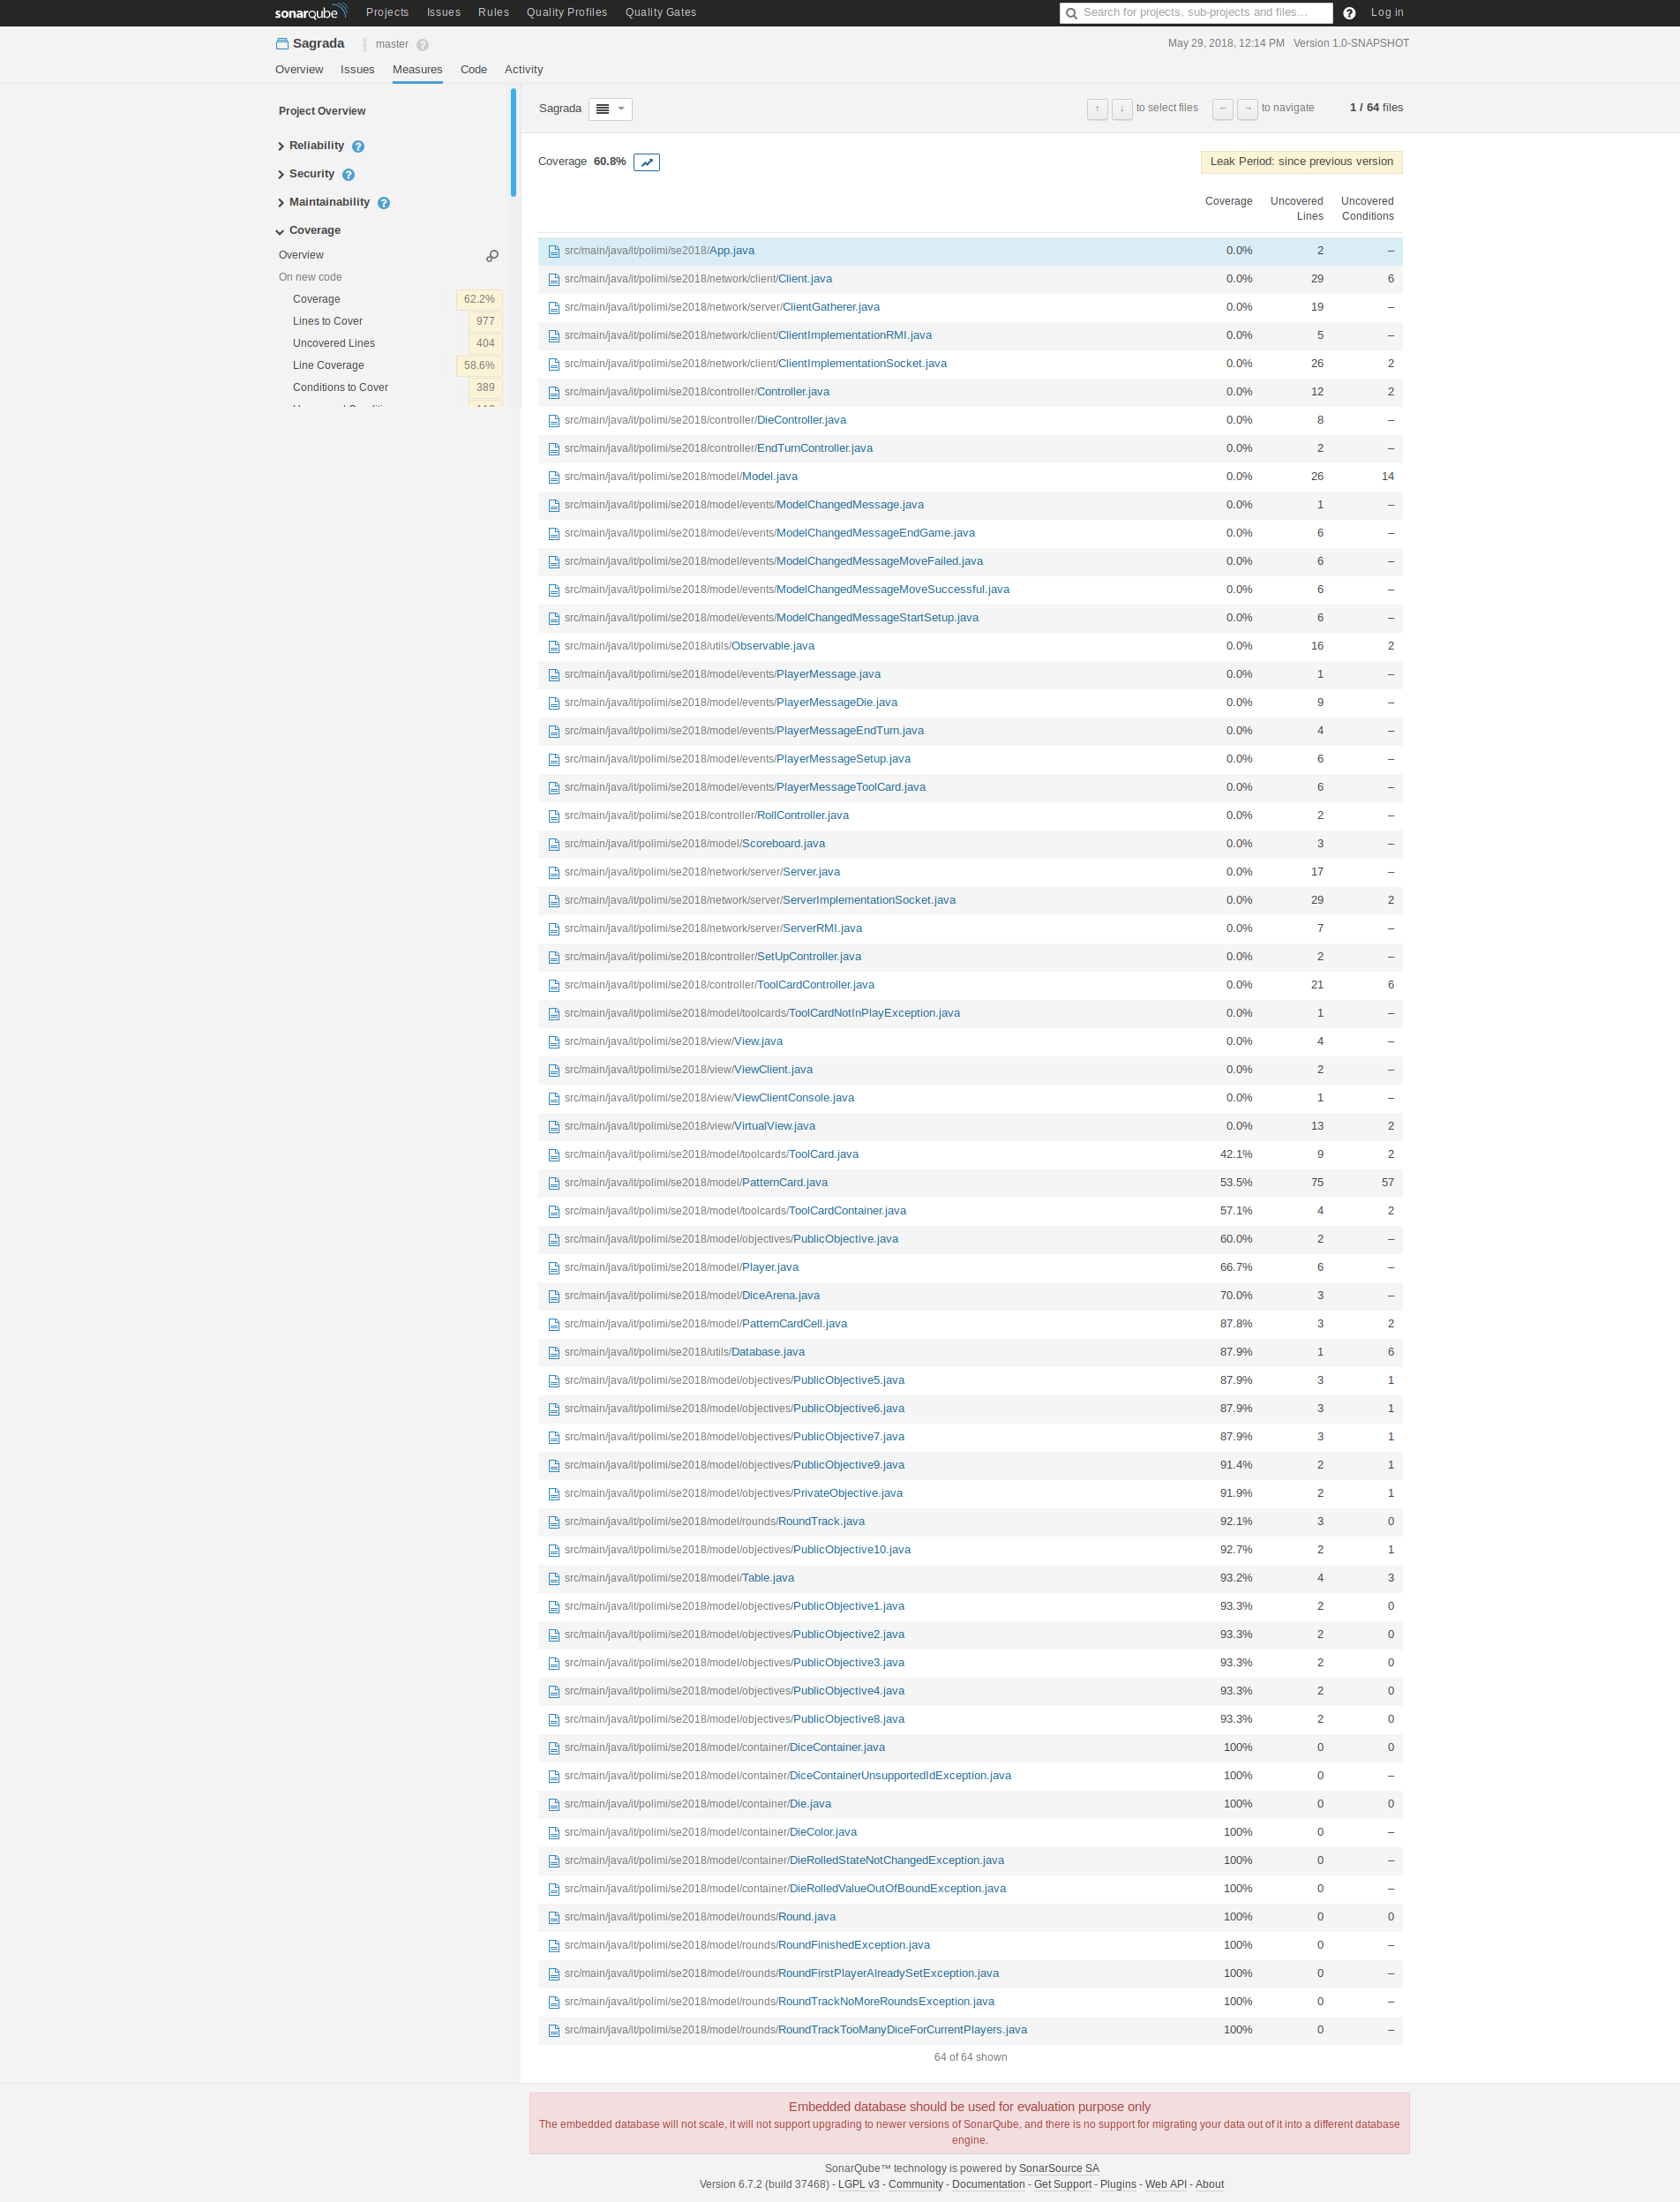 sonarqube Projects Issues Rules Quality Profiles Quality Gates Search for projects, sub-projects and files... Log in
Sagrada master May 29, 2018, 12:14 PM Version 1.0-SNAPSHOT
Overview Issues Measures Code Activity
Project Overview
Reliability
Security
Maintainability
Coverage
Overview
On new code
Coverage 62.2%
Lines to Cover 977
Uncovered Lines 404
Line Coverage 58.6%
Conditions to Cover 389
Sagrada ↑ ↓ to select files ← → to navigate 1 / 64 files
Coverage 60.8% Leak Period: since previous version
Coverage Uncovered Lines Uncovered Conditions
src/main/java/it/polimi/se2018/App.java 0.0% 2 –
src/main/java/it/polimi/se2018/network/client/Client.java 0.0% 29 6
src/main/java/it/polimi/se2018/network/server/ClientGatherer.java 0.0% 19 –
src/main/java/it/polimi/se2018/network/client/ClientImplementationRMI.java 0.0% 5 –
src/main/java/it/polimi/se2018/network/client/ClientImplementationSocket.java 0.0% 26 2
src/main/java/it/polimi/se2018/controller/Controller.java 0.0% 12 2
src/main/java/it/polimi/se2018/controller/DieController.java 0.0% 8 –
src/main/java/it/polimi/se2018/controller/EndTurnController.java 0.0% 2 –
src/main/java/it/polimi/se2018/model/Model.java 0.0% 26 14
src/main/java/it/polimi/se2018/model/events/ModelChangedMessage.java 0.0% 1 –
src/main/java/it/polimi/se2018/model/events/ModelChangedMessageEndGame.java 0.0% 6 –
src/main/java/it/polimi/se2018/model/events/ModelChangedMessageMoveFailed.java 0.0% 6 –
src/main/java/it/polimi/se2018/model/events/ModelChangedMessageMoveSuccessful.java 0.0% 6 –
src/main/java/it/polimi/se2018/model/events/ModelChangedMessageStartSetup.java 0.0% 6 –
src/main/java/it/polimi/se2018/utils/Observable.java 0.0% 16 2
src/main/java/it/polimi/se2018/model/events/PlayerMessage.java 0.0% 1 –
src/main/java/it/polimi/se2018/model/events/PlayerMessageDie.java 0.0% 9 –
src/main/java/it/polimi/se2018/model/events/PlayerMessageEndTurn.java 0.0% 4 –
src/main/java/it/polimi/se2018/model/events/PlayerMessageSetup.java 0.0% 6 –
src/main/java/it/polimi/se2018/model/events/PlayerMessageToolCard.java 0.0% 6 –
src/main/java/it/polimi/se2018/controller/RollController.java 0.0% 2 –
src/main/java/it/polimi/se2018/model/Scoreboard.java 0.0% 3 –
src/main/java/it/polimi/se2018/network/server/Server.java 0.0% 17 –
src/main/java/it/polimi/se2018/network/server/ServerImplementationSocket.java 0.0% 29 2
src/main/java/it/polimi/se2018/network/server/ServerRMI.java 0.0% 7 –
src/main/java/it/polimi/se2018/controller/SetUpController.java 0.0% 2 –
src/main/java/it/polimi/se2018/controller/ToolCardController.java 0.0% 21 6
src/main/java/it/polimi/se2018/model/toolcards/ToolCardNotInPlayException.java 0.0% 1 –
src/main/java/it/polimi/se2018/view/View.java 0.0% 4 –
src/main/java/it/polimi/se2018/view/ViewClient.java 0.0% 2 –
src/main/java/it/polimi/se2018/view/ViewClientConsole.java 0.0% 1 –
src/main/java/it/polimi/se2018/view/VirtualView.java 0.0% 13 2
src/main/java/it/polimi/se2018/model/toolcards/ToolCard.java 42.1% 9 2
src/main/java/it/polimi/se2018/model/PatternCard.java 53.5% 75 57
src/main/java/it/polimi/se2018/model/toolcards/ToolCardContainer.java 57.1% 4 2
src/main/java/it/polimi/se2018/model/objectives/PublicObjective.java 60.0% 2 –
src/main/java/it/polimi/se2018/model/Player.java 66.7% 6 –
src/main/java/it/polimi/se2018/model/DiceArena.java 70.0% 3 –
src/main/java/it/polimi/se2018/model/PatternCardCell.java 87.8% 3 2
src/main/java/it/polimi/se2018/utils/Database.java 87.9% 1 6
src/main/java/it/polimi/se2018/model/objectives/PublicObjective5.java 87.9% 3 1
src/main/java/it/polimi/se2018/model/objectives/PublicObjective6.java 87.9% 3 1
src/main/java/it/polimi/se2018/model/objectives/PublicObjective7.java 87.9% 3 1
src/main/java/it/polimi/se2018/model/objectives/PublicObjective9.java 91.4% 2 1
src/main/java/it/polimi/se2018/model/objectives/PrivateObjective.java 91.9% 2 1
src/main/java/it/polimi/se2018/model/rounds/RoundTrack.java 92.1% 3 0
src/main/java/it/polimi/se2018/model/objectives/PublicObjective10.java 92.7% 2 1
src/main/java/it/polimi/se2018/model/Table.java 93.2% 4 3
src/main/java/it/polimi/se2018/model/objectives/PublicObjective1.java 93.3% 2 0
src/main/java/it/polimi/se2018/model/objectives/PublicObjective2.java 93.3% 2 0
src/main/java/it/polimi/se2018/model/objectives/PublicObjective3.java 93.3% 2 0
src/main/java/it/polimi/se2018/model/objectives/PublicObjective4.java 93.3% 2 0
src/main/java/it/polimi/se2018/model/objectives/PublicObjective8.java 93.3% 2 0
src/main/java/it/polimi/se2018/model/container/DiceContainer.java 100% 0 0
src/main/java/it/polimi/se2018/model/container/DiceContainerUnsupportedIdException.java 100% 0 –
src/main/java/it/polimi/se2018/model/container/Die.java 100% 0 0
src/main/java/it/polimi/se2018/model/container/DieColor.java 100% 0 –
src/main/java/it/polimi/se2018/model/container/DieRolledStateNotChangedException.java 100% 0 –
src/main/java/it/polimi/se2018/model/container/DieRolledValueOutOfBoundException.java 100% 0 –
src/main/java/it/polimi/se2018/model/rounds/Round.java 100% 0 0
src/main/java/it/polimi/se2018/model/rounds/RoundFinishedException.java 100% 0 –
src/main/java/it/polimi/se2018/model/rounds/RoundFirstPlayerAlreadySetException.java 100% 0 –
src/main/java/it/polimi/se2018/model/rounds/RoundTrackNoMoreRoundsException.java 100% 0 –
src/main/java/it/polimi/se2018/model/rounds/RoundTrackTooManyDiceForCurrentPlayers.java 100% 0 –
64 of 64 shown
Embedded database should be used for evaluation purpose only
The embedded database will not scale, it will not support upgrading to newer versions of SonarQube, and there is no support for migrating your data out of it into a different database
engine.
SonarQube™ technology is powered by SonarSource SA
Version 6.7.2 (build 37468) - LGPL v3 - Community - Documentation - Get Support - Plugins - Web API - About